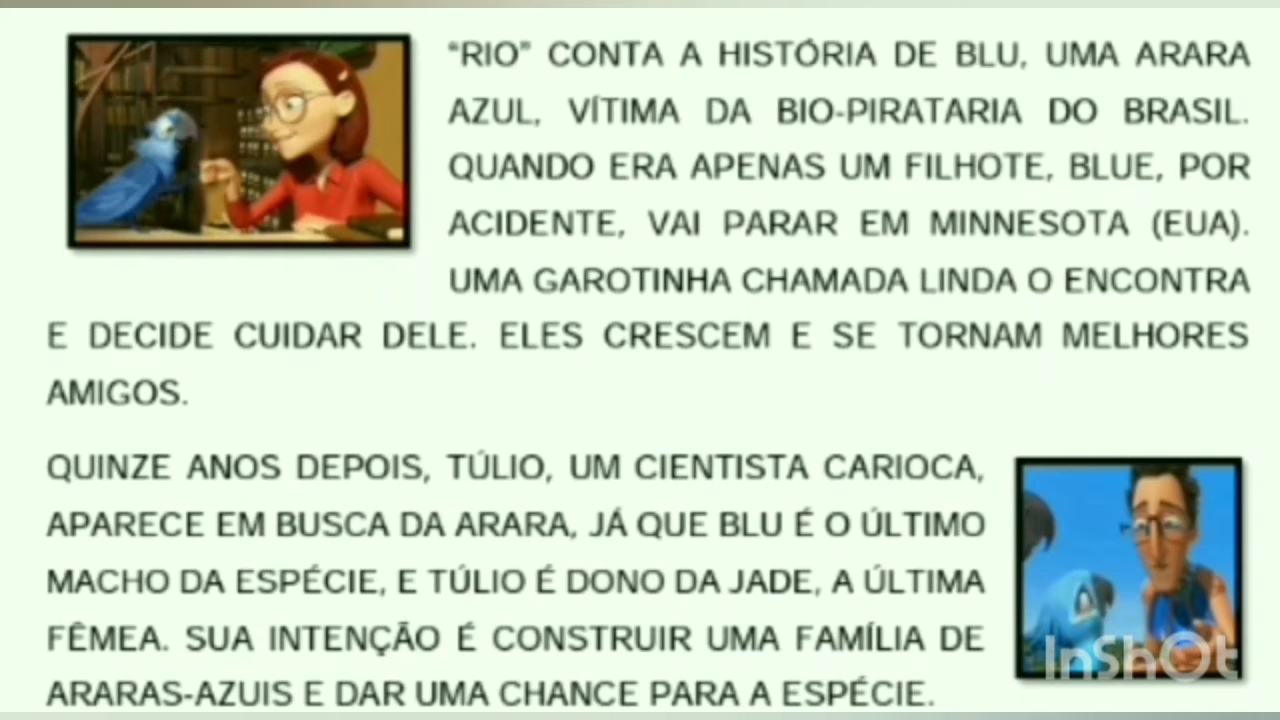 “RIO” CONTA A HISTÓRIA DE BLU, UMA ARARA
AZUL, VÍTIMA DA BIO-PIRATARIA DO BRASIL.
QUANDO ERA APENAS UM FILHOTE, BLUE, POR
ACIDENTE, VAI PARAR EM MINNESOTA (EUA).
UMA GAROTINHA CHAMADA LINDA O ENCONTRA
E DECIDE CUIDAR DELE. ELES CRESCEM E SE TORNAM MELHORES
AMIGOS.
QUINZE ANOS DEPOIS, TÚLIO, UM CIENTISTA CARIOCA,
APARECE EM BUSCA DA ARARA, JÁ QUE BLU É O ÚLTIMO
MACHO DA ESPÉCIE, E TÚLIO É DONO DA JADE, A ÚLTIMA
FÊMEA. SUA INTENÇÃO É CONSTRUIR UMA FAMÍLIA DE
ARARAS-AZUIS E DAR UMA CHANCE PARA A ESPÉCIE.
InShOt